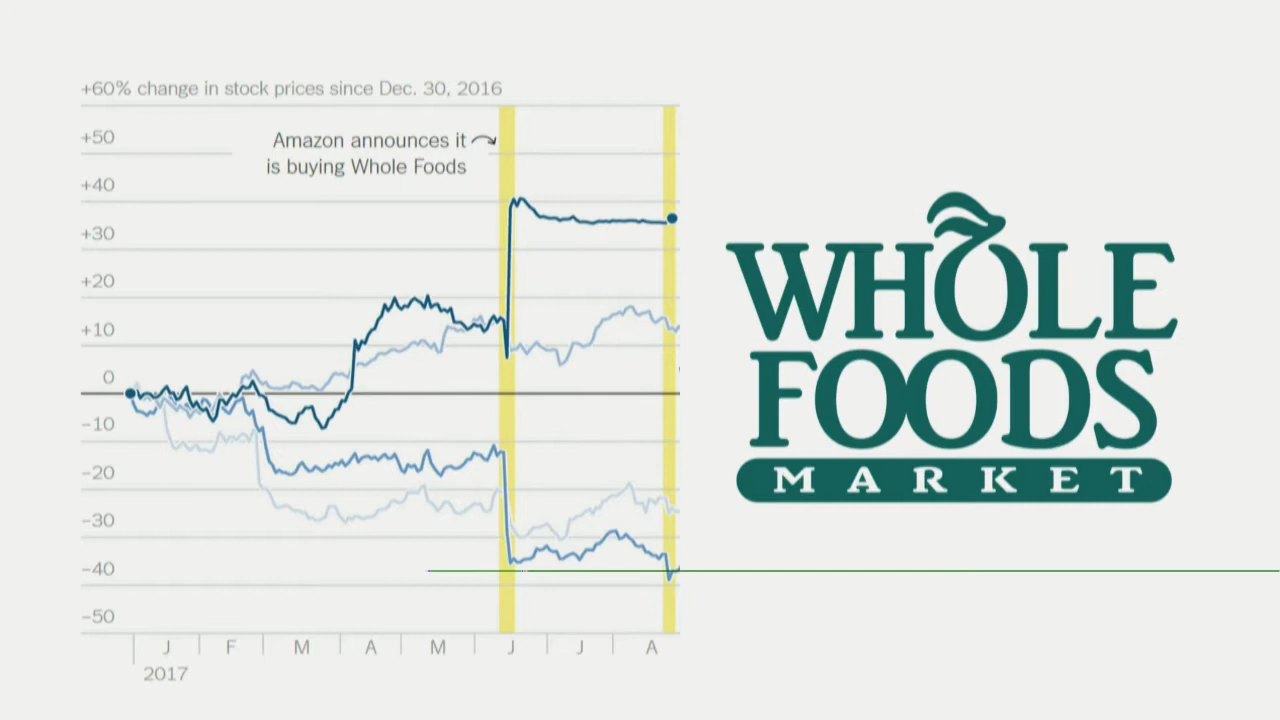 +60% change in stock prices since Dec. 30, 2016
+50
Amazon announces it
is buying Whole Foods
+40
+30
+20
+10
0
−10
−20
−30
−40
−50
J F M A M J J A
2017
WHOLE
FOODS
MARKET